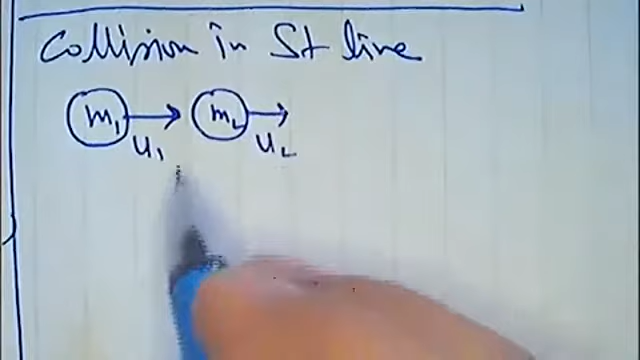 Collision in St line
m₁ m₂
u₁ u₂